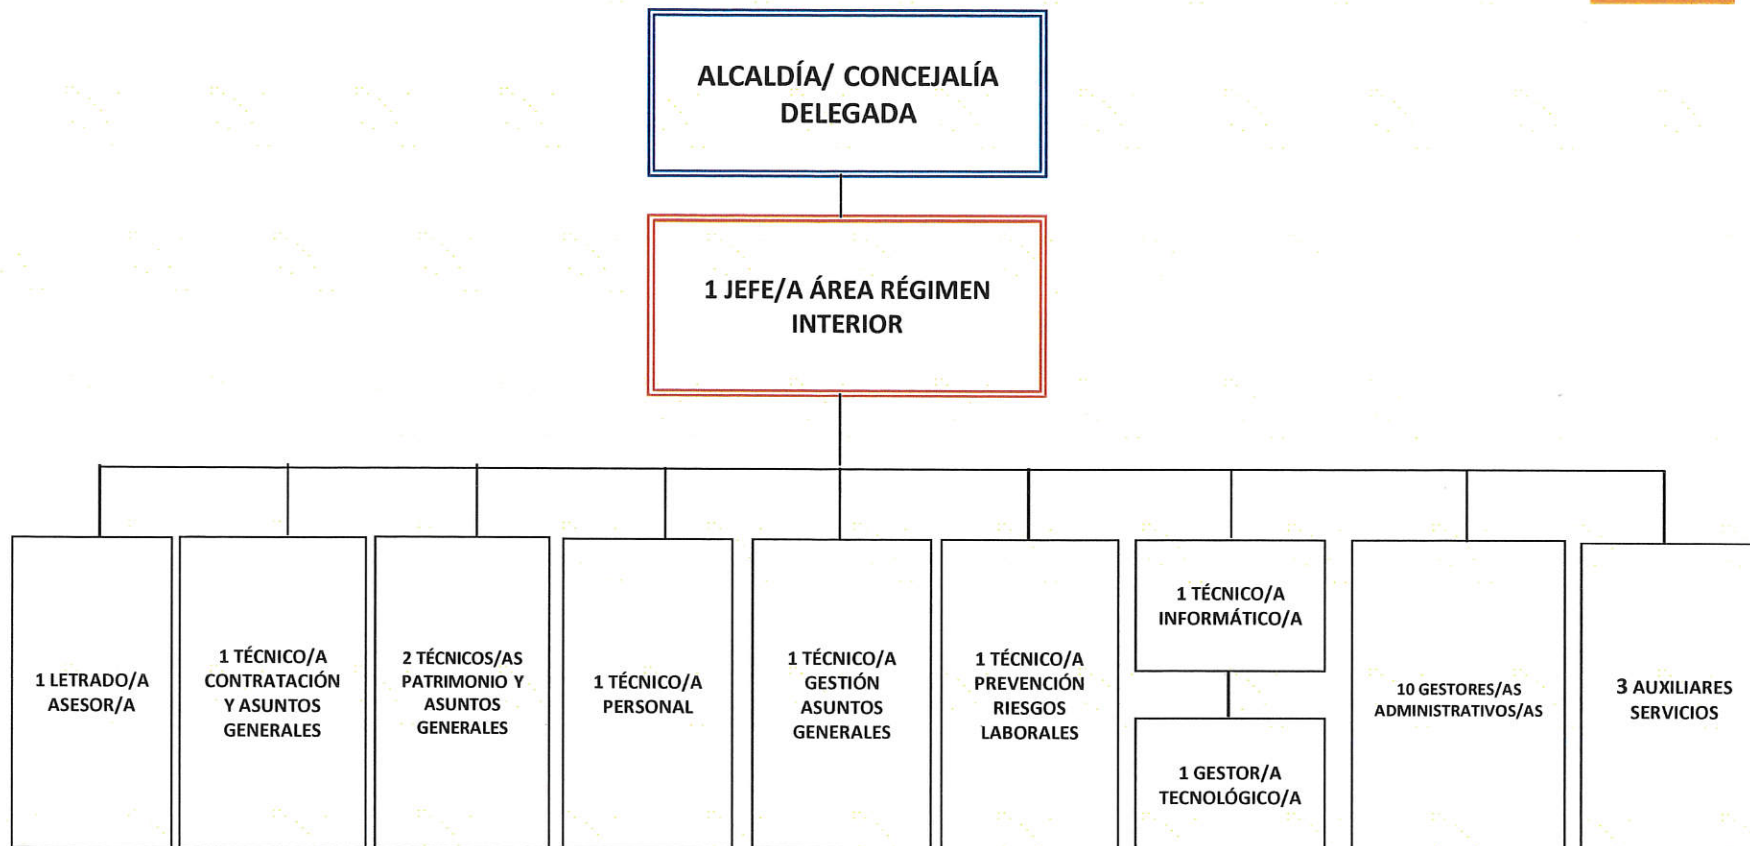 ALCALDÍA/ CONCEJALÍA
DELEGADA
1 JEFE/A ÁREA RÉGIMEN
INTERIOR
1 LETRADO/A
ASESOR/A
1 TÉCNICO/A
CONTRATACIÓN
Y ASUNTOS
GENERALES
2 TÉCNICOS/AS
PATRIMONIO Y
ASUNTOS
GENERALES
1 TÉCNICO/A
PERSONAL
1 TÉCNICO/A
GESTIÓN
ASUNTOS
GENERALES
1 TÉCNICO/A
PREVENCIÓN
RIESGOS
LABORALES
1 TÉCNICO/A
INFORMÁTICO/A
1 GESTOR/A
TECNOLÓGICO/A
10 GESTORES/AS
ADMINISTRATIVOS/AS
3 AUXILIARES
SERVICIOS